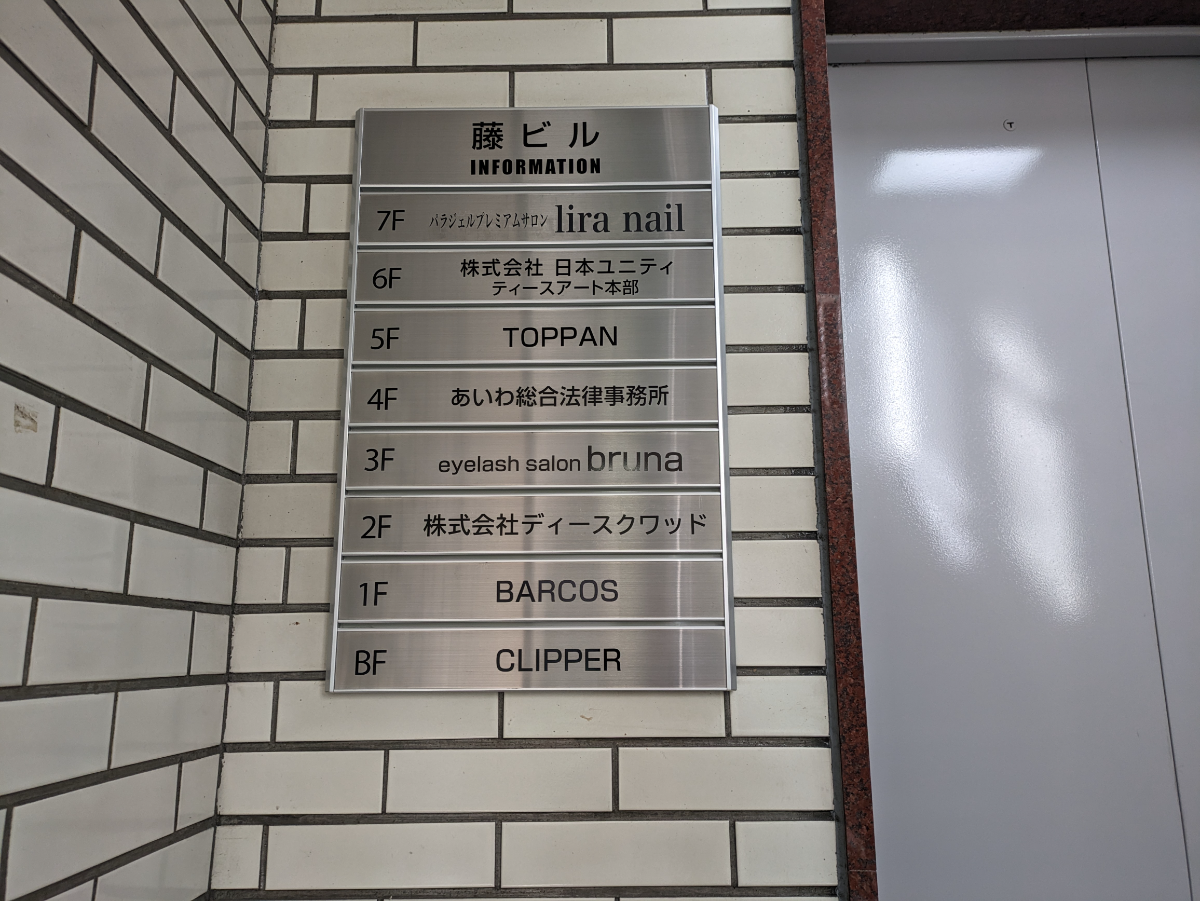 藤ビル
INFORMATION
7F パラジェルプレミアムサロン lira nail
6F 株式会社 日本ユニティ
ティースアート本部
5F TOPPAN
4F あいわ総合法律事務所
3F eyelash salon bruna
2F 株式会社ディースクワッド
1F BARCOS
BF CLIPPER